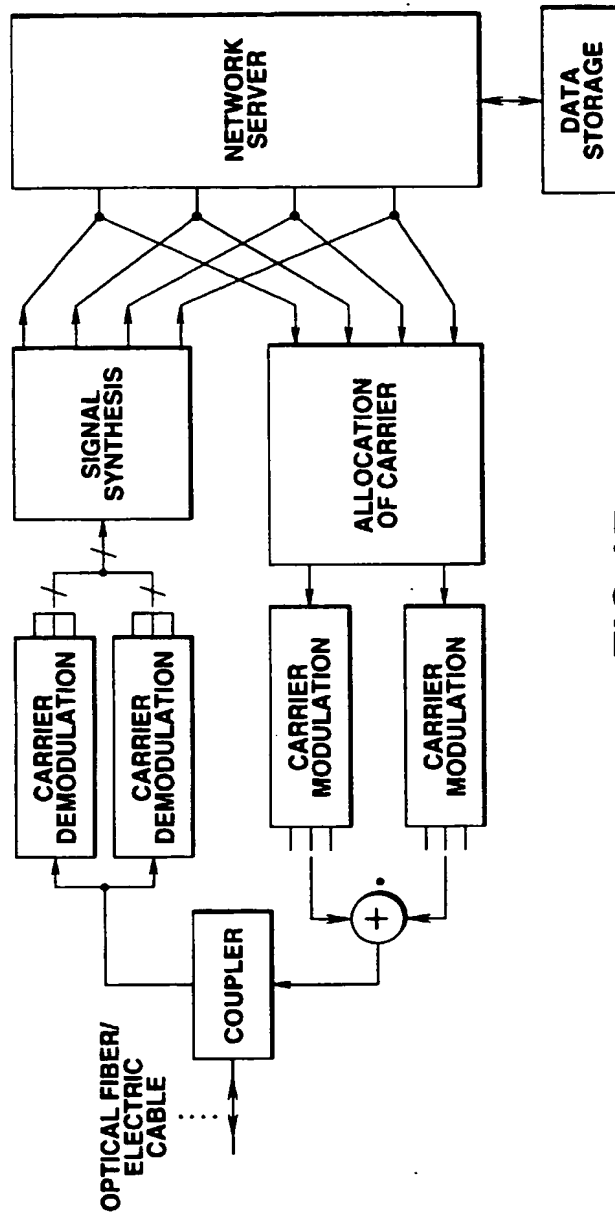 OPTICAL FIBER/
ELECTRIC
CABLE
COUPLER
CARRIER
DEMODULATION
CARRIER
DEMODULATION
SIGNAL
SYNTHESIS
NETWORK
SERVER
+
CARRIER
MODULATION
CARRIER
MODULATION
ALLOCATION
OF CARRIER
DATA
STORAGE